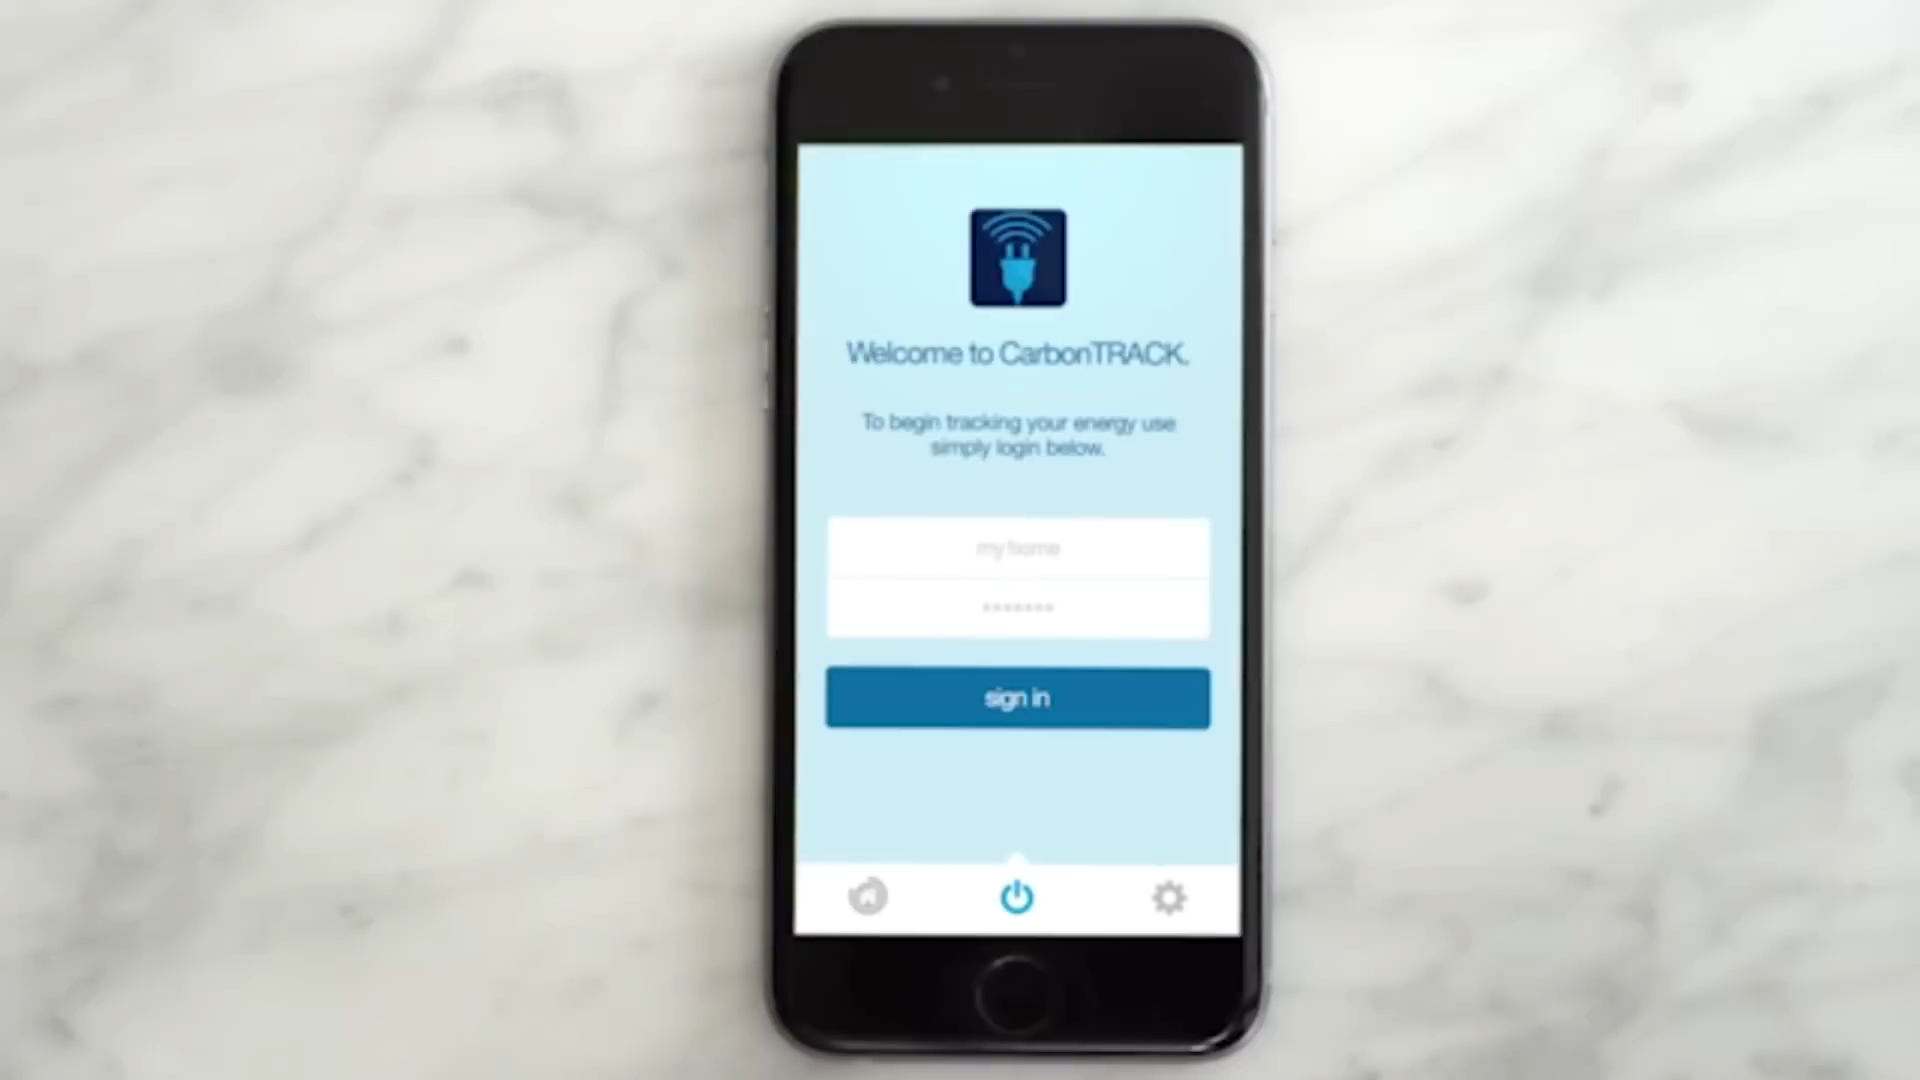 Welcome to CarbonTRACK.
To begin tracking your energy use
simply login below.
my home
•••••••
sign in